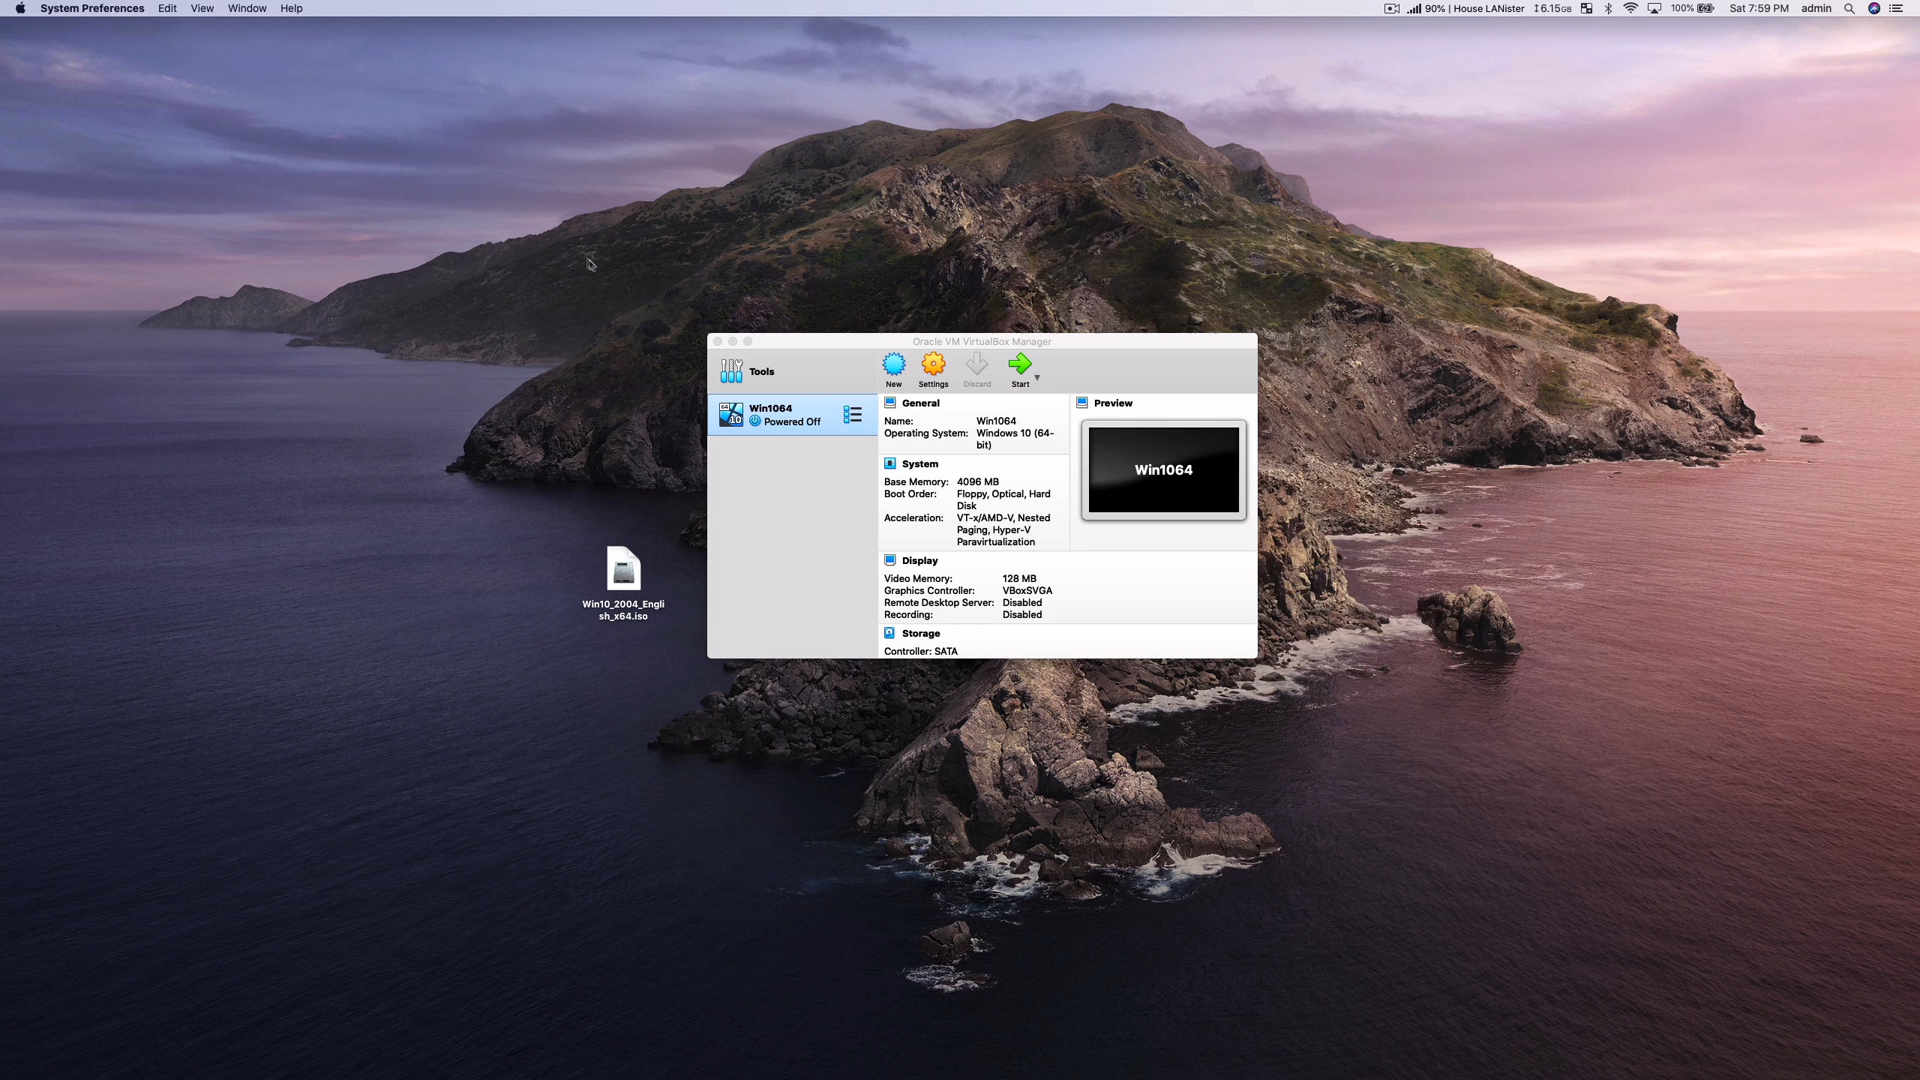 System Preferences Edit View Window Help
90% | House LANister 6.15GB 100% Sat 7:59 PM admin
Oracle VM VirtualBox Manager
Tools
New Settings Discard Start
64
10
Win1064
Powered Off
General
Name: Win1064
Operating System: Windows 10 (64-
bit)
System
Base Memory: 4096 MB
Boot Order: Floppy, Optical, Hard
Disk
Acceleration: VT-x/AMD-V, Nested
Paging, Hyper-V
Paravirtualization
Preview
Win1064
Display
Video Memory: 128 MB
Graphics Controller: VBoxSVGA
Remote Desktop Server: Disabled
Recording: Disabled
Storage
Controller: SATA
Win10_2004_Engli
sh_x64.iso